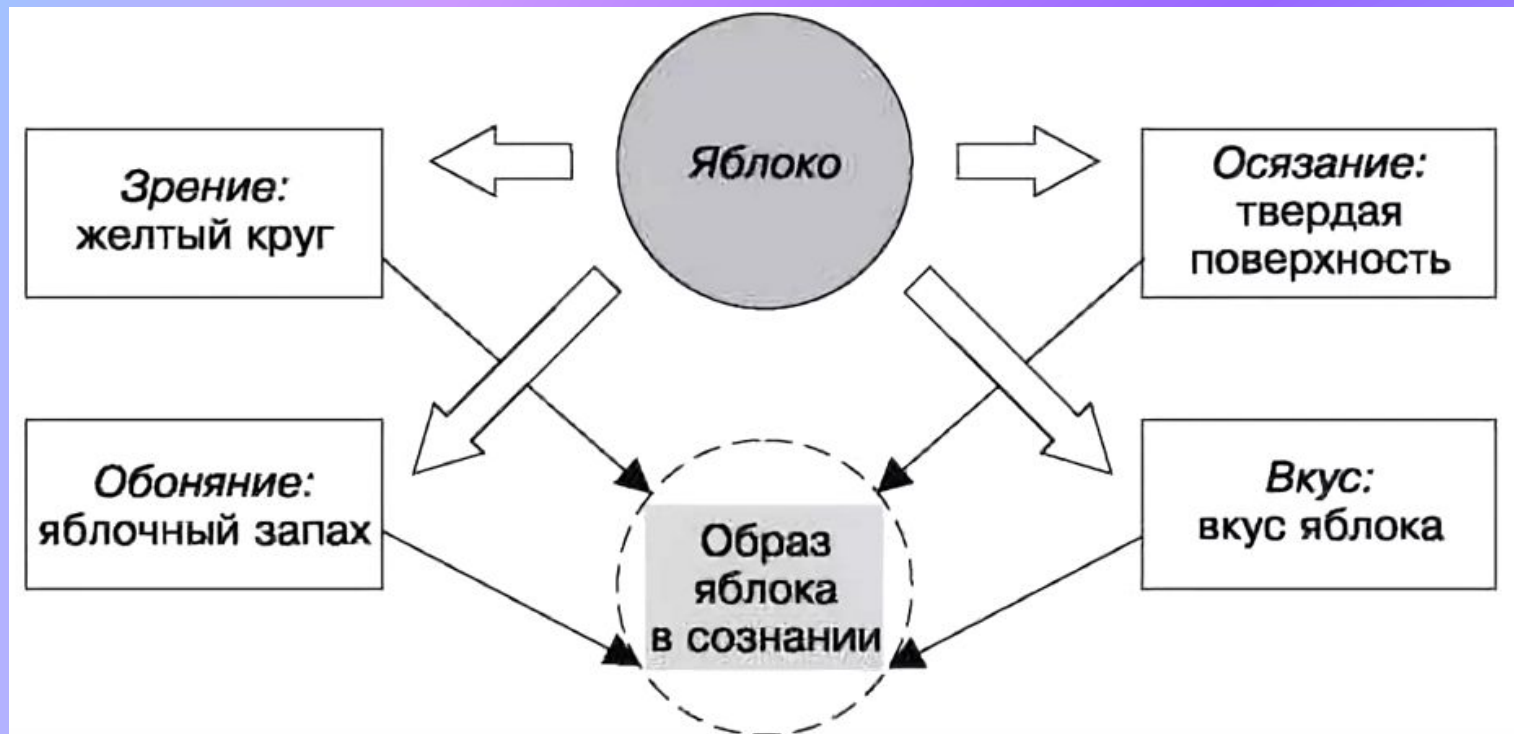 Яблоко
Зрение:
желтый круг
Осязание:
твердая
поверхность
Обоняние:
яблочный запах
Образ
яблока
в сознании
Вкус:
вкус яблока